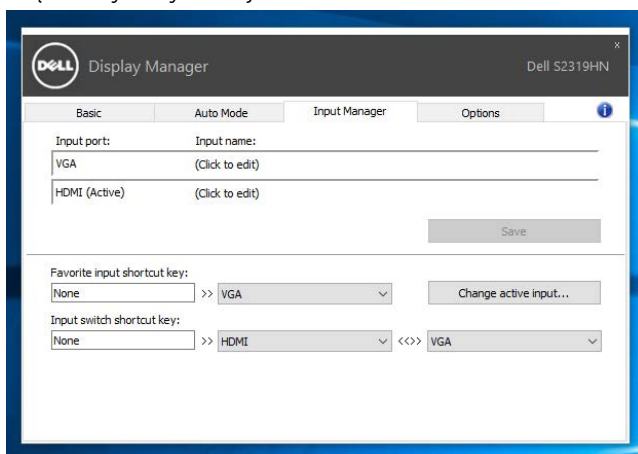 DELL Display Manager
x
Dell S2319HN
Basic Auto Mode Input Manager Options i
Input port: Input name:
VGA (Click to edit)
HDMI (Active) (Click to edit)
Save
Favorite input shortcut key:
None >> VGA Change active input...
Input switch shortcut key:
None >> HDMI <<>> VGA